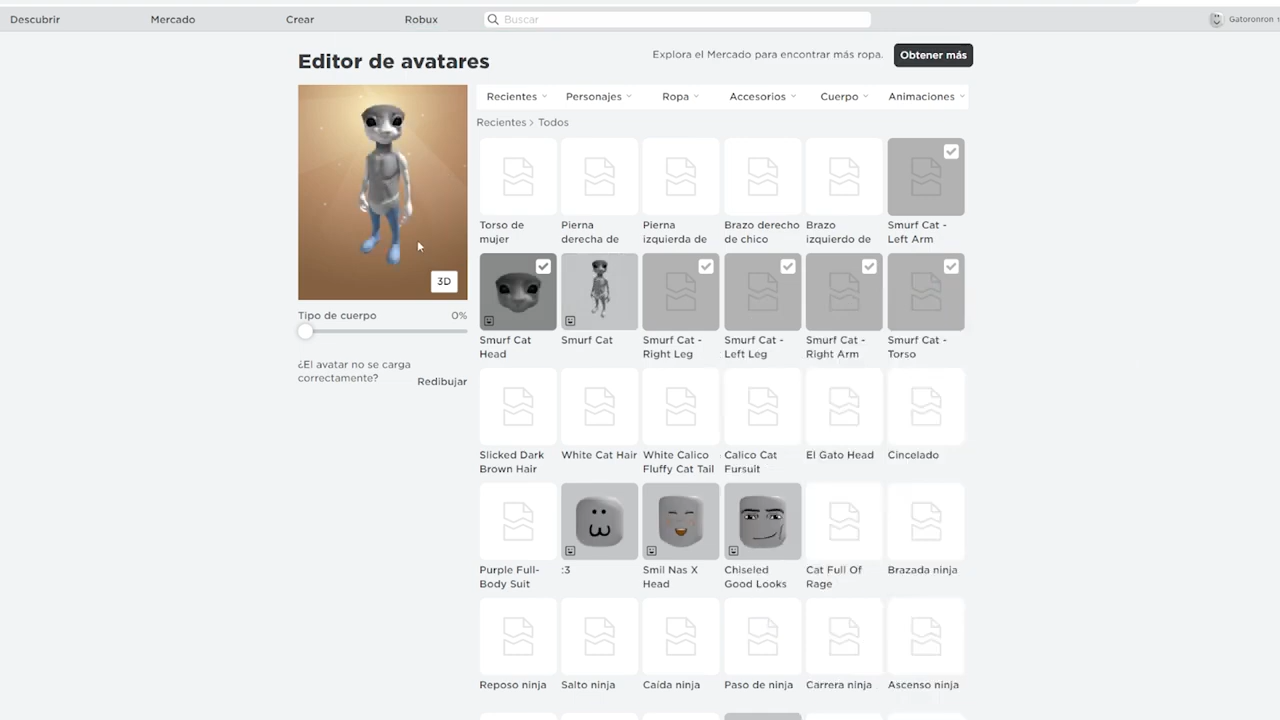 Descubrir
Mercado
Crear
Robux
Buscar
Gatoronron
Editor de avatares
Explora el Mercado para encontrar más ropa.
Obtener más
3D
Tipo de cuerpo
0%
¿El avatar no se carga
correctamente?
Redibujar
Recientes
Personajes
Ropa
Accesorios
Cuerpo
Animaciones
Recientes > Todos
Torso de
mujer
Pierna
derecha de
Pierna
izquierda de
Brazo derecho
de chico
Brazo
izquierdo de
Smurf Cat -
Left Arm
Smurf Cat
Head
Smurf Cat
Smurf Cat -
Right Leg
Smurf Cat -
Left Leg
Smurf Cat -
Right Arm
Smurf Cat -
Torso
Slicked Dark
Brown Hair
White Cat Hair
White Calico
Fluffy Cat Tail
Calico Cat
Fursuit
El Gato Head
Cincelado
Purple Full-
Body Suit
:3
Smil Nas X
Head
Chiseled
Good Looks
Cat Full Of
Rage
Brazada ninja
Reposo ninja
Salto ninja
Caída ninja
Paso de ninja
Carrera ninja
Ascenso ninja